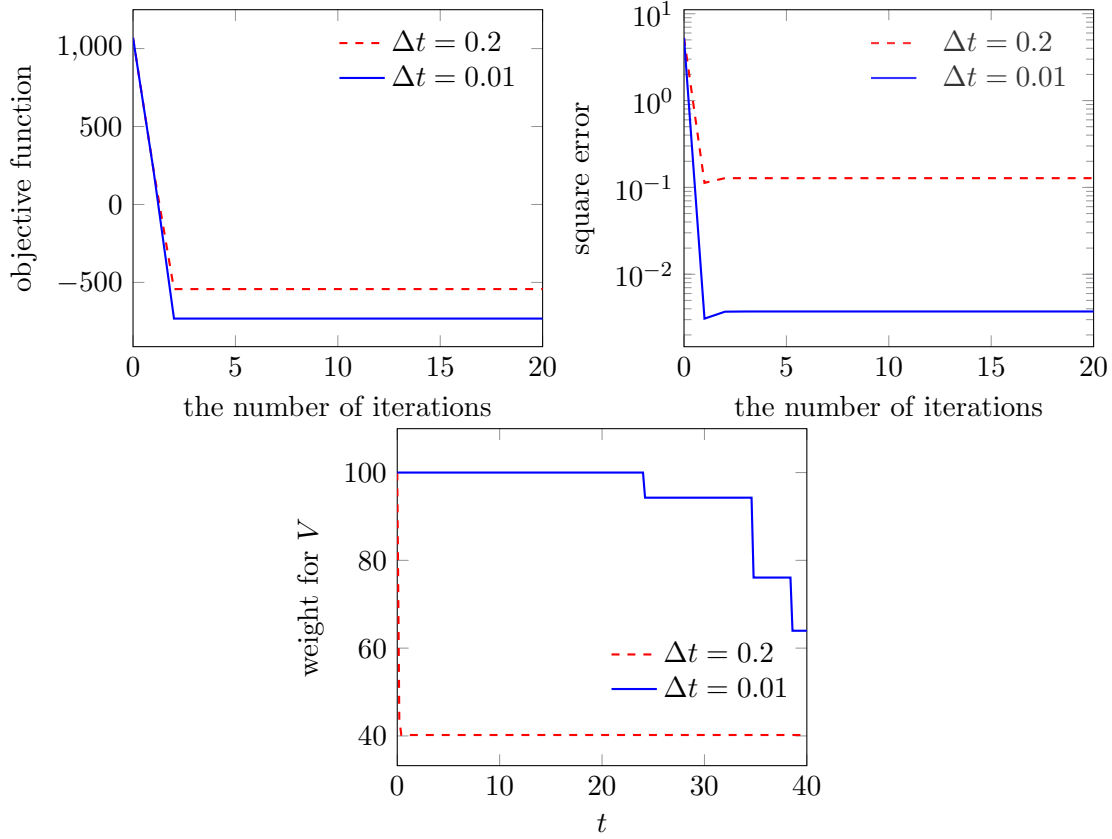 objective function
1,000
500
0
−500
Δt = 0.2
Δt = 0.01
0 5 10 15 20
the number of iterations
square error
10^1
10^0
10^−1
10^−2
Δt = 0.2
Δt = 0.01
0 5 10 15 20
the number of iterations
weight for V
100
80
60
40
Δt = 0.2
Δt = 0.01
0 10 20 30 40
t